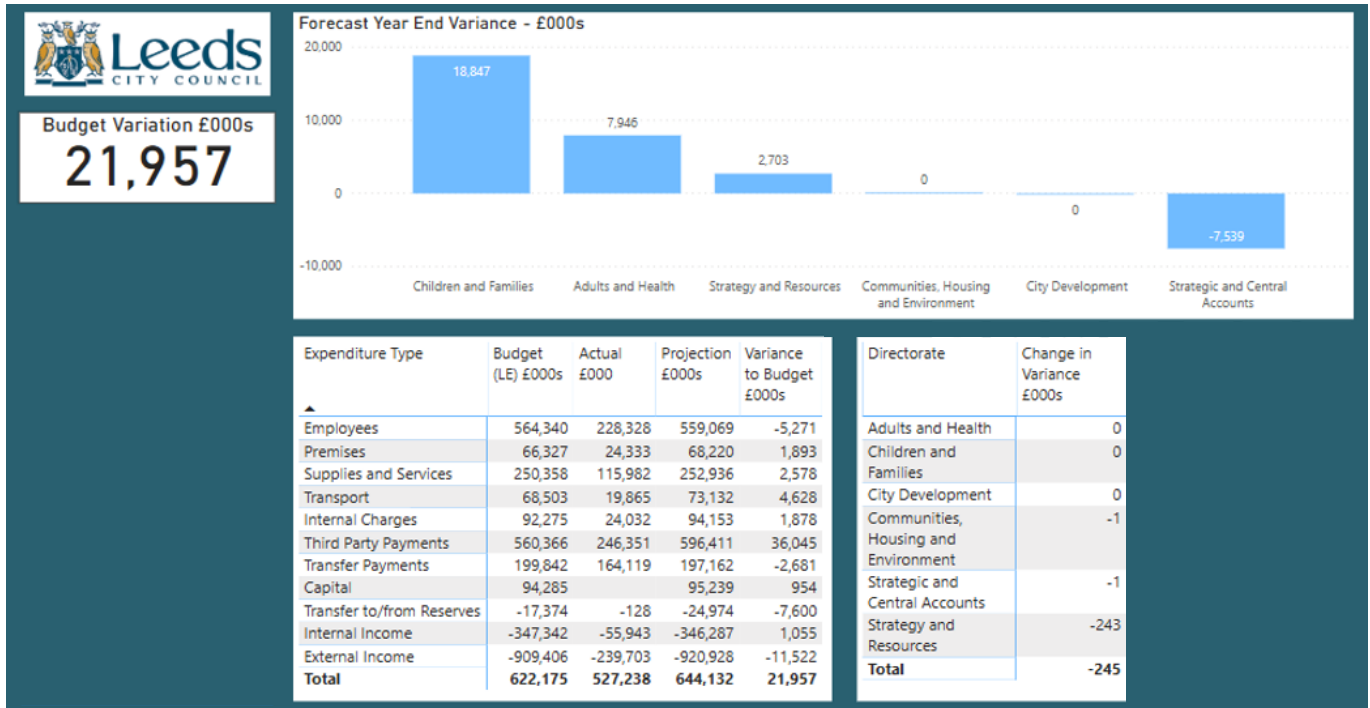 Leeds
CITY COUNCIL
Budget Variation £000s
21,957
Forecast Year End Variance - £000s
20,000
10,000
0
-10,000
18,847
7,946
2,703
0
0
-7,539
Children and Families
Adults and Health
Strategy and Resources
Communities, Housing
and Environment
City Development
Strategic and Central
Accounts
Expenditure Type Budget Actual Projection Variance
(LE) £000s £000 £000s to Budget
£000s
Employees 564,340 228,328 559,069 -5,271
Premises 66,327 24,333 68,220 1,893
Supplies and Services 250,358 115,982 252,936 2,578
Transport 68,503 19,865 73,132 4,628
Internal Charges 92,275 24,032 94,153 1,878
Third Party Payments 560,366 246,351 596,411 36,045
Transfer Payments 199,842 164,119 197,162 -2,681
Capital 94,285 95,239 954
Transfer to/from Reserves -17,374 -128 -24,974 -7,600
Internal Income -347,342 -55,943 -346,287 1,055
External Income -909,406 -239,703 -920,928 -11,522
Total 622,175 527,238 644,132 21,957
Directorate Change in
Variance
£000s
Adults and Health 0
Children and 0
Families
City Development 0
Communities, -1
Housing and
Environment
Strategic and -1
Central Accounts
Strategy and -243
Resources
Total -245